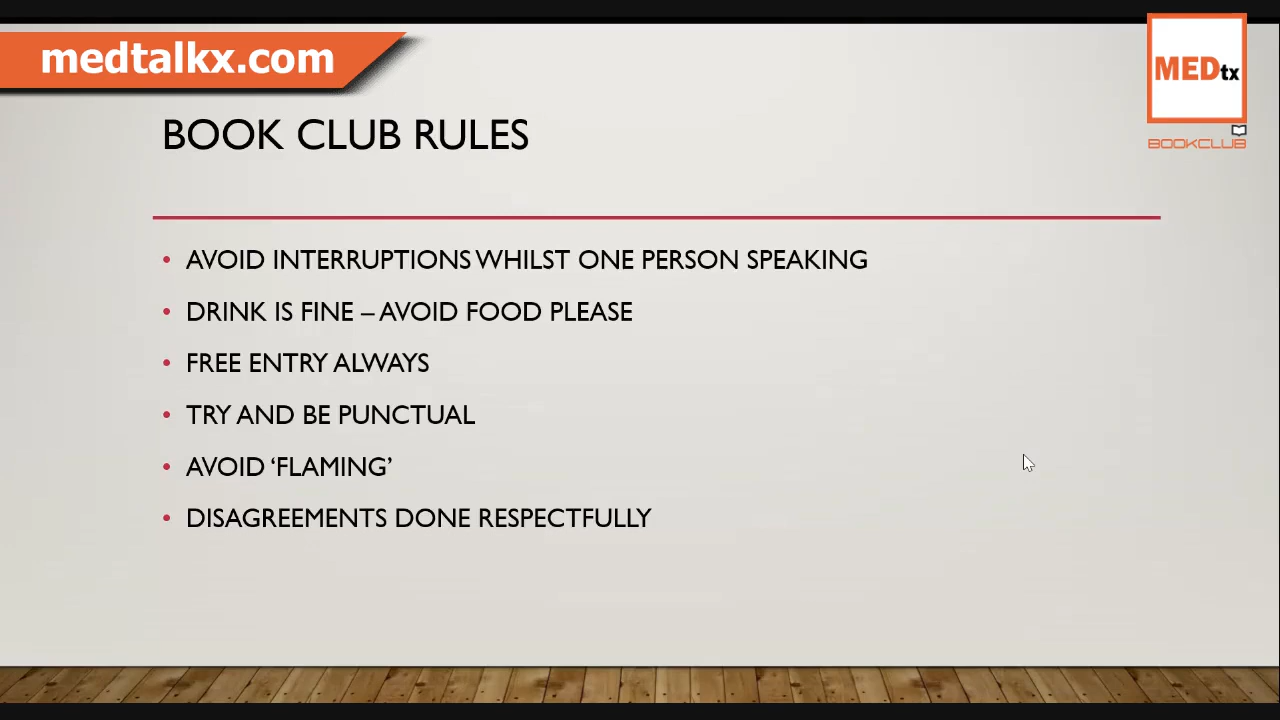 medtalkx.com
MEDtx
BOOKCLUB
BOOK CLUB RULES
• AVOID INTERRUPTIONS WHILST ONE PERSON SPEAKING
• DRINK IS FINE – AVOID FOOD PLEASE
• FREE ENTRY ALWAYS
• TRY AND BE PUNCTUAL
• AVOID ‘FLAMING’
• DISAGREEMENTS DONE RESPECTFULLY